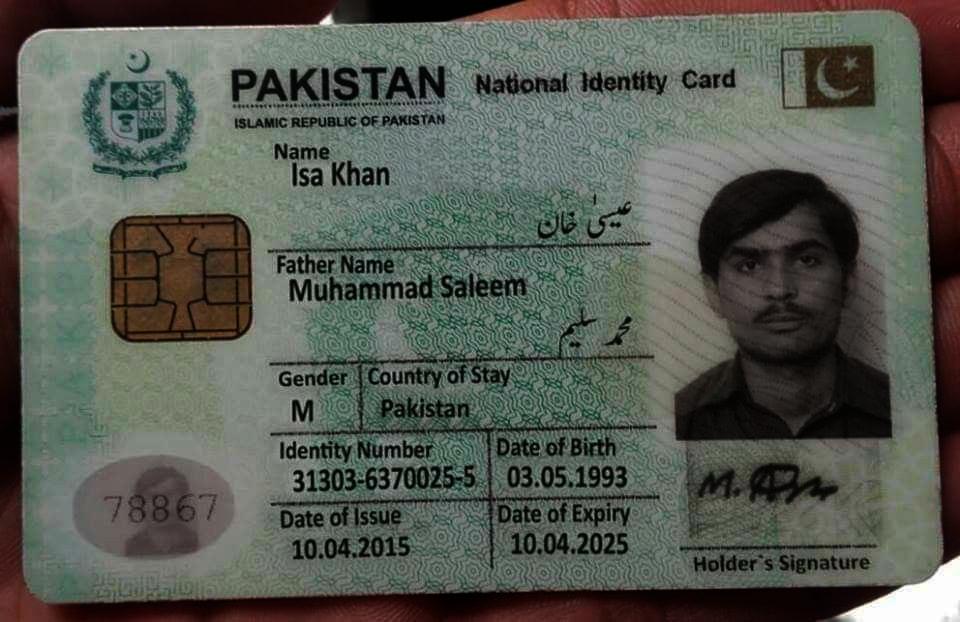 PAKISTAN National Identity Card
ISLAMIC REPUBLIC OF PAKISTAN
Name
Isa Khan
عیسیٰ خان
Father Name
Muhammad Saleem
محمد سلیم
Gender Country of Stay
M Pakistan
Identity Number Date of Birth
31303-6370025-5 03.05.1993
Date of Issue Date of Expiry
10.04.2015 10.04.2025
78867
Holder`s Signature